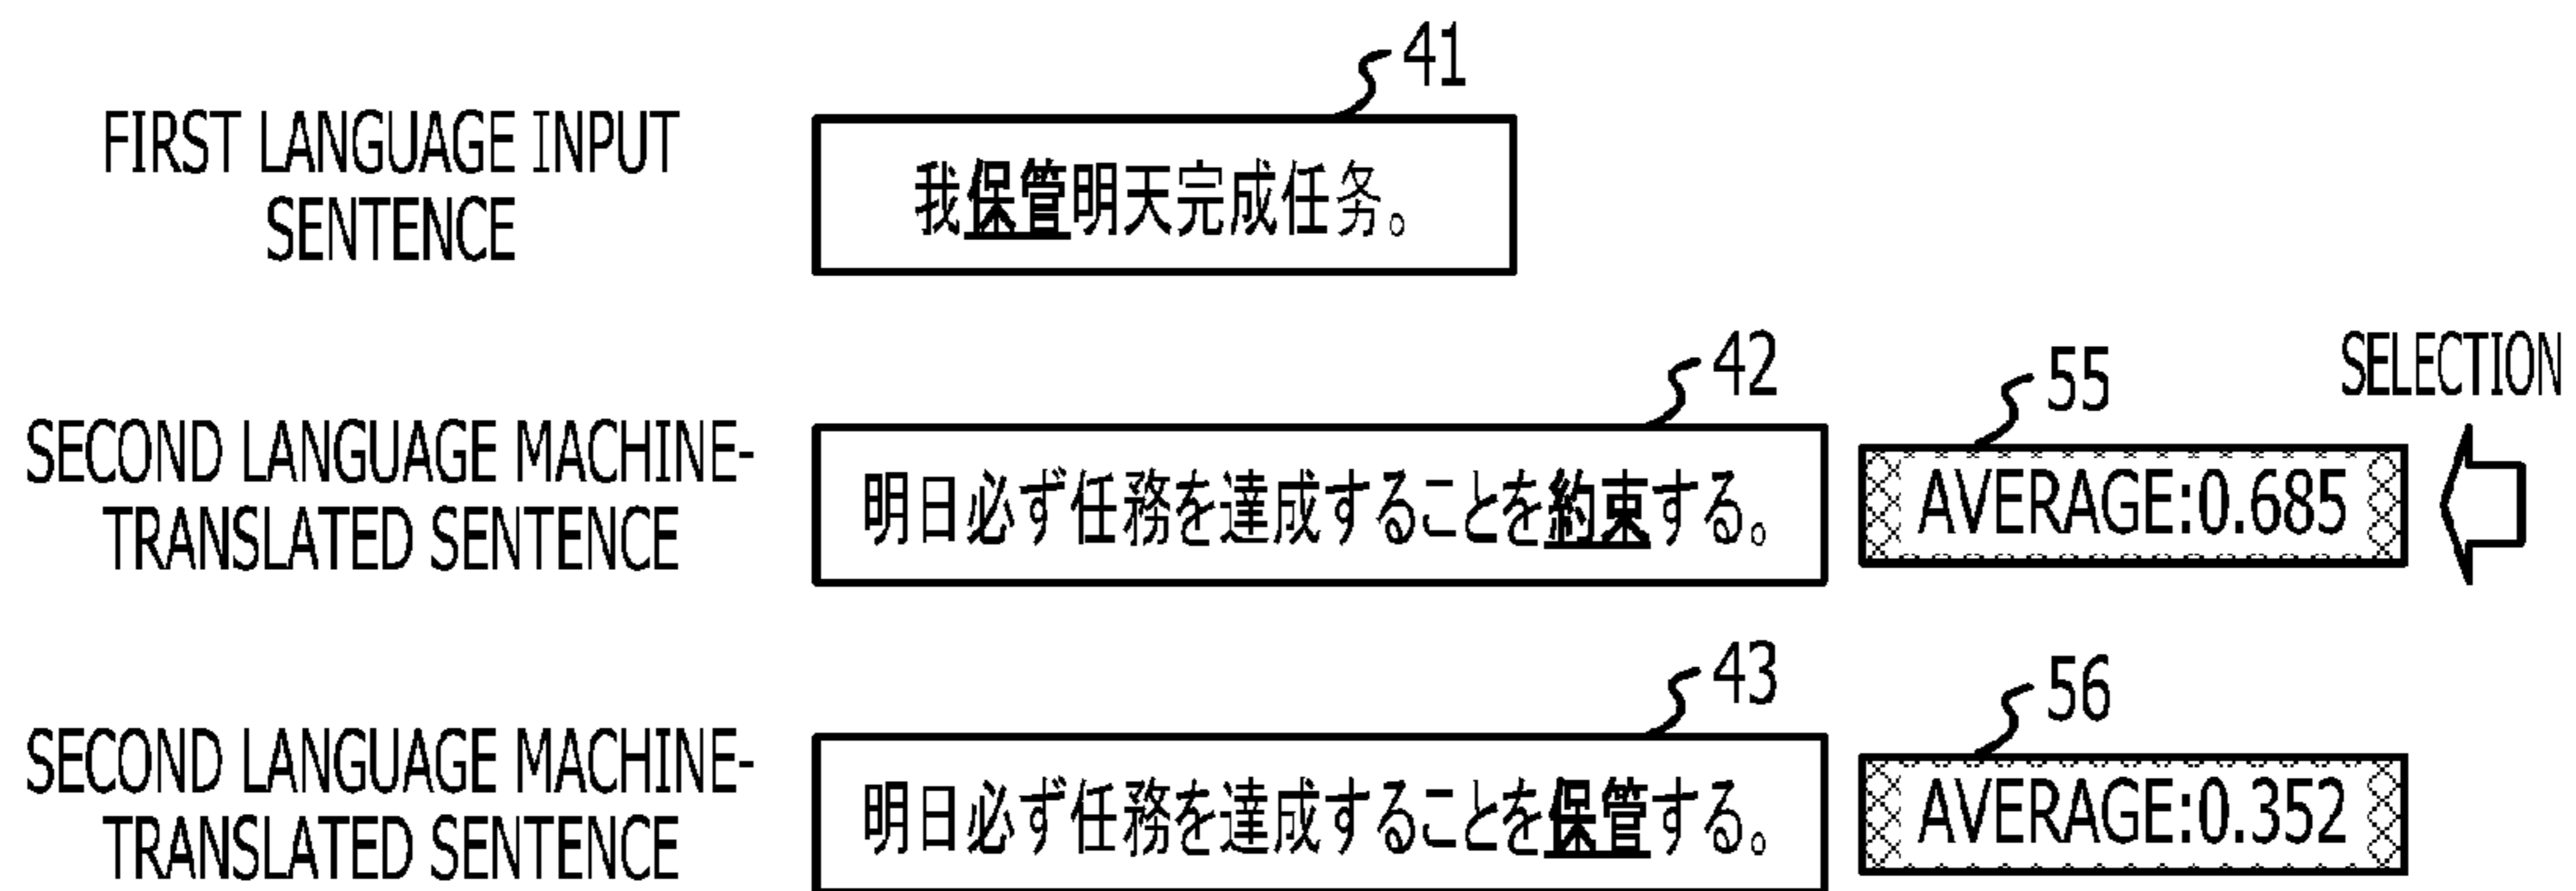 41
FIRST LANGUAGE INPUT
SENTENCE
我保管明天完成任务。
42
55
SELECTION
SECOND LANGUAGE MACHINE-
TRANSLATED SENTENCE
明日必ず任務を達成することを約束する。
AVERAGE:0.685
43
56
SECOND LANGUAGE MACHINE-
TRANSLATED SENTENCE
明日必ず任務を達成することを保管する。
AVERAGE:0.352